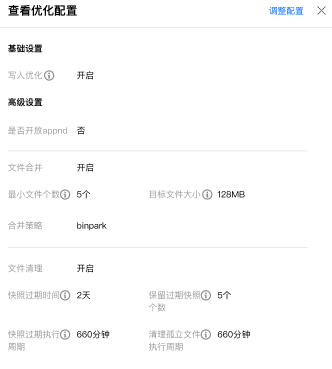 查看优化配置 调整配置
基础设置
写入优化 开启
高级设置
是否开放appnd 否
文件合并 开启
最小文件个数 5个 目标文件大小 128MB
合并策略 binpark
文件清理 开启
快照过期时间 2天 保留过期快照 5个
个数
快照过期执行 660分钟 清理孤立文件 660分钟
周期 执行周期